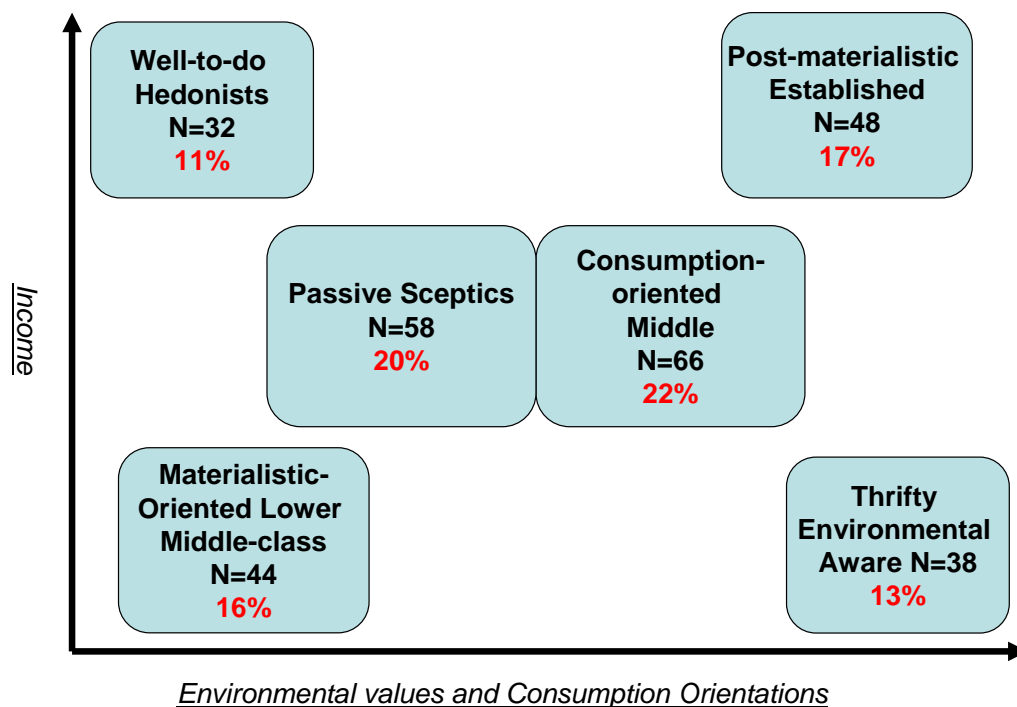 Well-to-do
Hedonists
N=32
11%
Post-materialistic
Established
N=48
17%
Passive Sceptics
N=58
20%
Consumption-
oriented
Middle
N=66
22%
Income
Materialistic-
Oriented Lower
Middle-class
N=44
16%
Thrifty
Environmental
Aware N=38
13%
Environmental values and Consumption Orientations